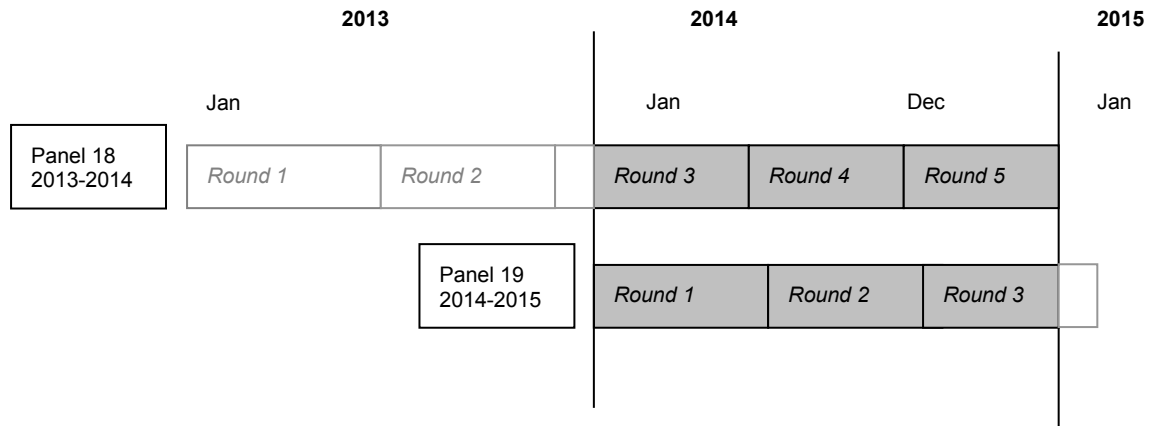 2013 2014 2015
Jan Jan Dec Jan
Panel 18
2013-2014
Round 1 Round 2 Round 3 Round 4 Round 5
Panel 19
2014-2015
Round 1 Round 2 Round 3